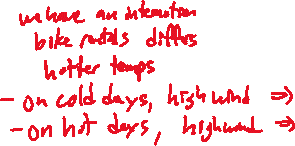 we have an interaction
bike rentals differs
hotter temps
- on cold days, high wind ⇒
- on hot days, high wind ⇒